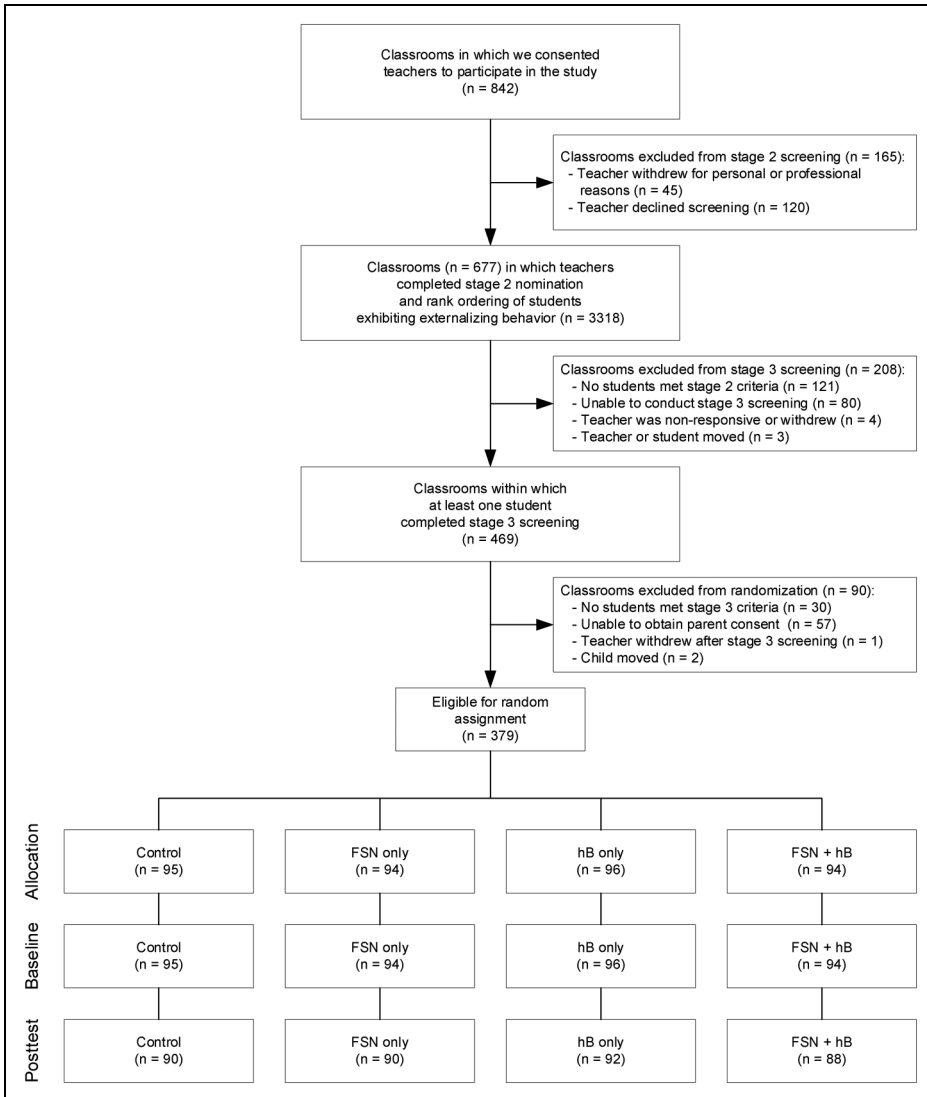 Classrooms in which we consented
teachers to participate in the study
(n = 842)
Classrooms excluded from stage 2 screening (n = 165):
- Teacher withdrew for personal or professional
reasons (n = 45)
- Teacher declined screening (n = 120)
Classrooms (n = 677) in which teachers
completed stage 2 nomination
and rank ordering of students
exhibiting externalizing behavior (n = 3318)
Classrooms excluded from stage 3 screening (n = 208):
- No students met stage 2 criteria (n = 121)
- Unable to conduct stage 3 screening (n = 80)
- Teacher was non-responsive or withdrew (n = 4)
- Teacher or student moved (n = 3)
Classrooms within which
at least one student
completed stage 3 screening
(n = 469)
Classrooms excluded from randomization (n = 90):
- No students met stage 3 criteria (n = 30)
- Unable to obtain parent consent (n = 57)
- Teacher withdrew after stage 3 screening (n = 1)
- Child moved (n = 2)
Eligible for random
assignment
(n = 379)
Allocation
Control
(n = 95)
FSN only
(n = 94)
hB only
(n = 96)
FSN + hB
(n = 94)
Baseline
Control
(n = 95)
FSN only
(n = 94)
hB only
(n = 96)
FSN + hB
(n = 94)
Posttest
Control
(n = 90)
FSN only
(n = 90)
hB only
(n = 92)
FSN + hB
(n = 88)